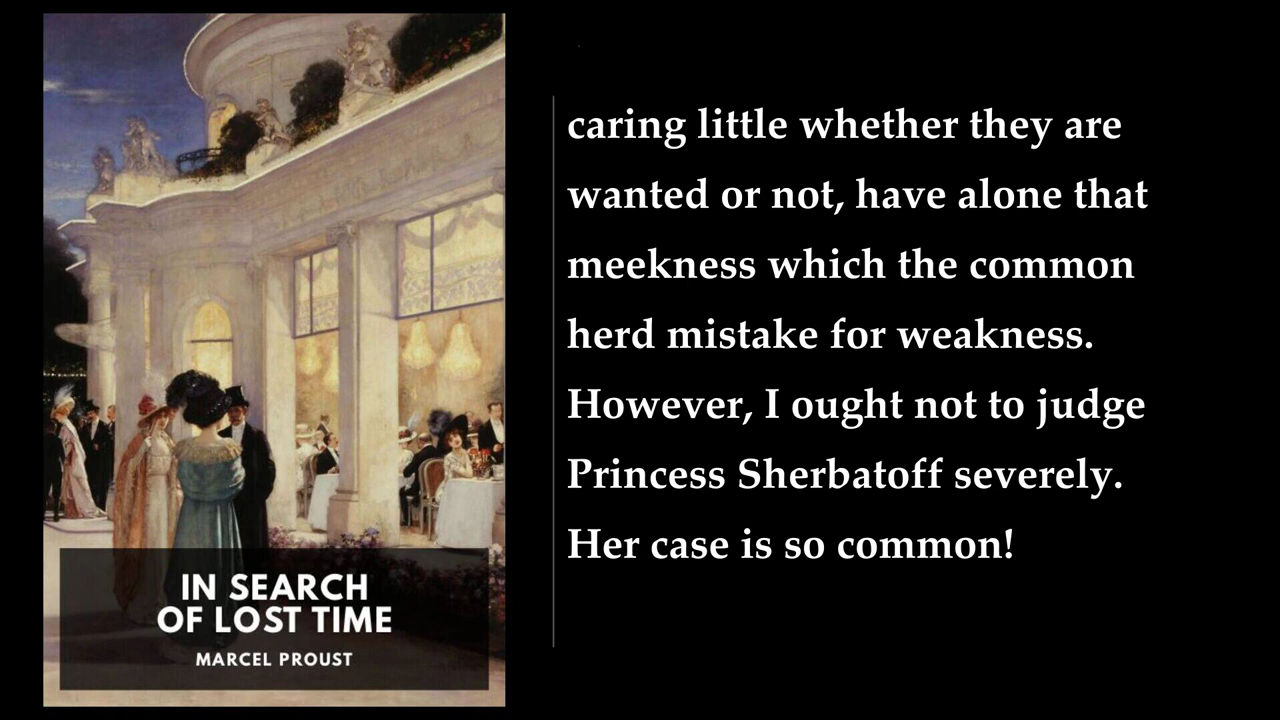 IN SEARCH
OF LOST TIME
MARCEL PROUST
caring little whether they are
wanted or not, have alone that
meekness which the common
herd mistake for weakness.
However, I ought not to judge
Princess Sherbatoff severely.
Her case is so common!